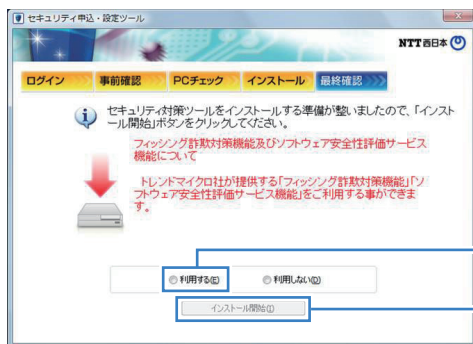 セキュリティ申込・設定ツール
NTT西日本
ログイン 事前確認 PCチェック インストール 最終確認
セキュリティ対策ツールをインストールする準備が整いましたので、「インスト
ール開始」ボタンをクリックしてください。
フィッシング詐欺対策機能及びソフトウェア安全性評価サービス
機能について
トレンドマイクロ社が提供する「フィッシング詐欺対策機能」「ソ
フトウェア安全性評価サービス機能」をご利用する事ができま
す。
利用する(E) 利用しない(D)
インストール開始(I)